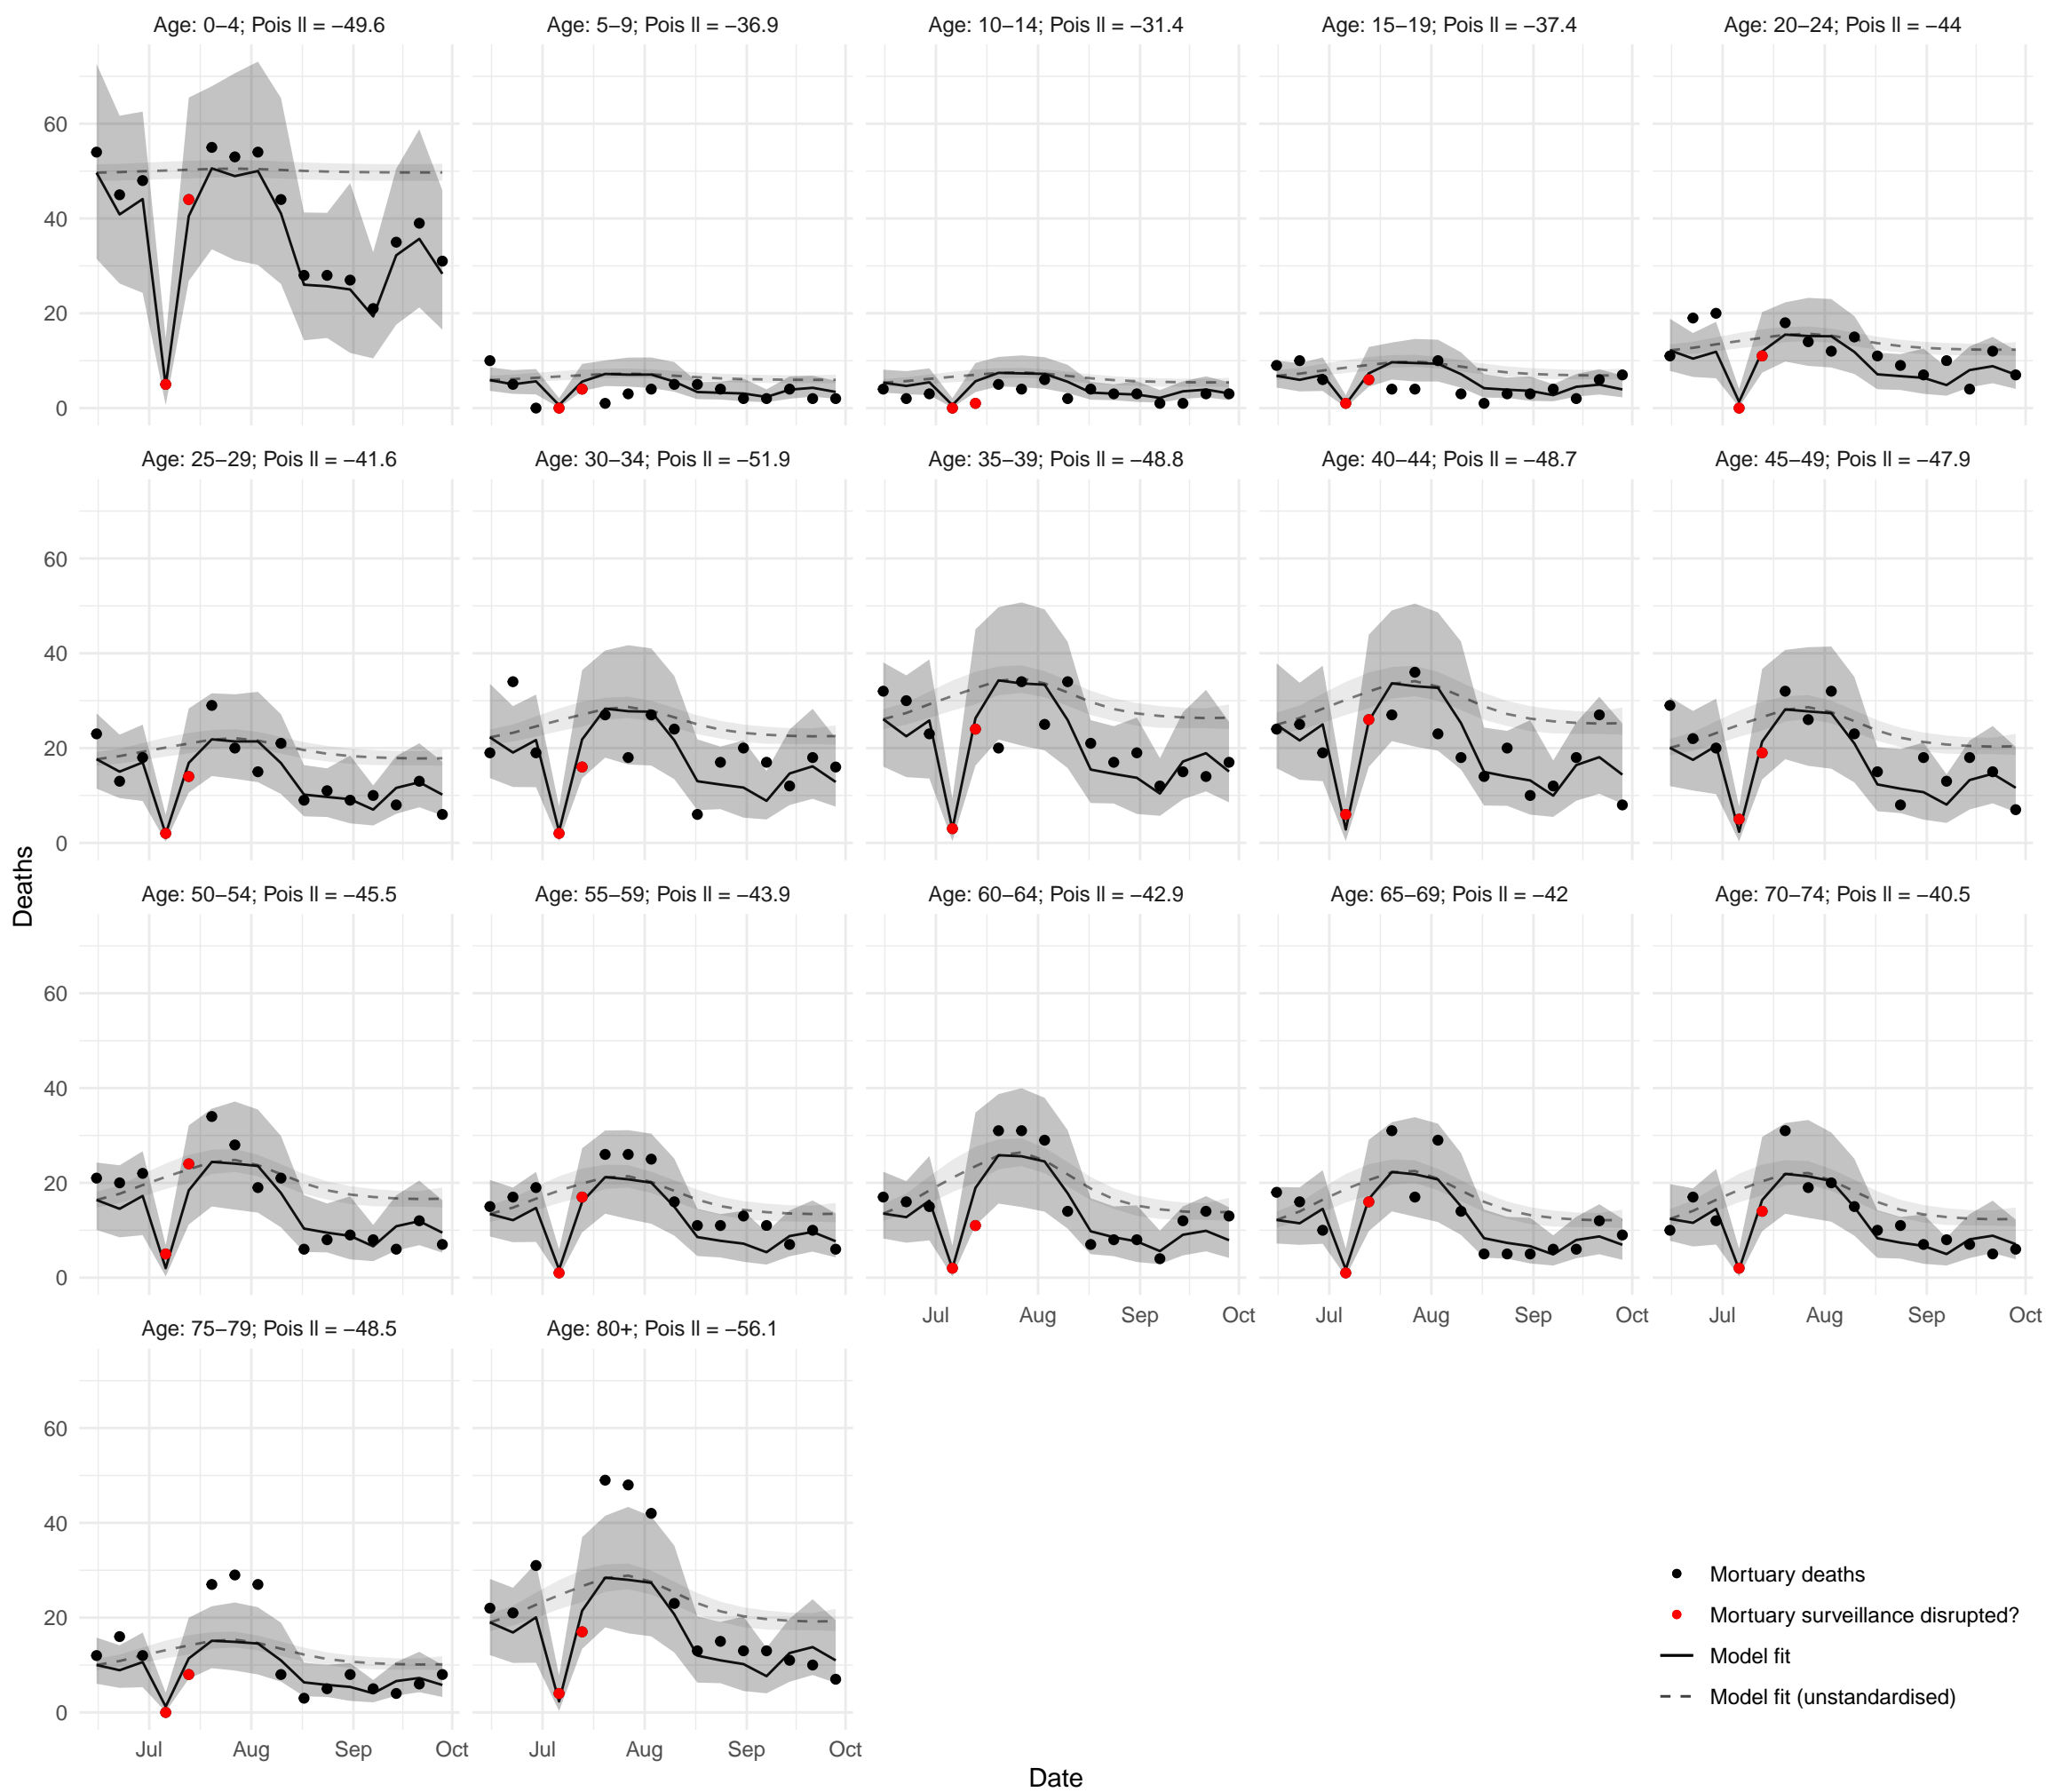 Age: 0−4; Pois ll = −49.6
Age: 5−9; Pois ll = −36.9
Age: 10−14; Pois ll = −31.4
Age: 15−19; Pois ll = −37.4
Age: 20−24; Pois ll = −44
60
40
20
0
Age: 25−29; Pois ll = −41.6
Age: 30−34; Pois ll = −51.9
Age: 35−39; Pois ll = −48.8
Age: 40−44; Pois ll = −48.7
Age: 45−49; Pois ll = −47.9
60
40
20
0
Deaths
Age: 50−54; Pois ll = −45.5
Age: 55−59; Pois ll = −43.9
Age: 60−64; Pois ll = −42.9
Age: 65−69; Pois ll = −42
Age: 70−74; Pois ll = −40.5
60
40
20
0
Jul Aug Sep Oct
Jul Aug Sep Oct
Jul Aug Sep Oct
Age: 75−79; Pois ll = −48.5
Age: 80+; Pois ll = −56.1
60
40
20
0
Jul Aug Sep Oct
Jul Aug Sep Oct
Mortuary deaths
Mortuary surveillance disrupted?
Model fit
Model fit (unstandardised)
Date